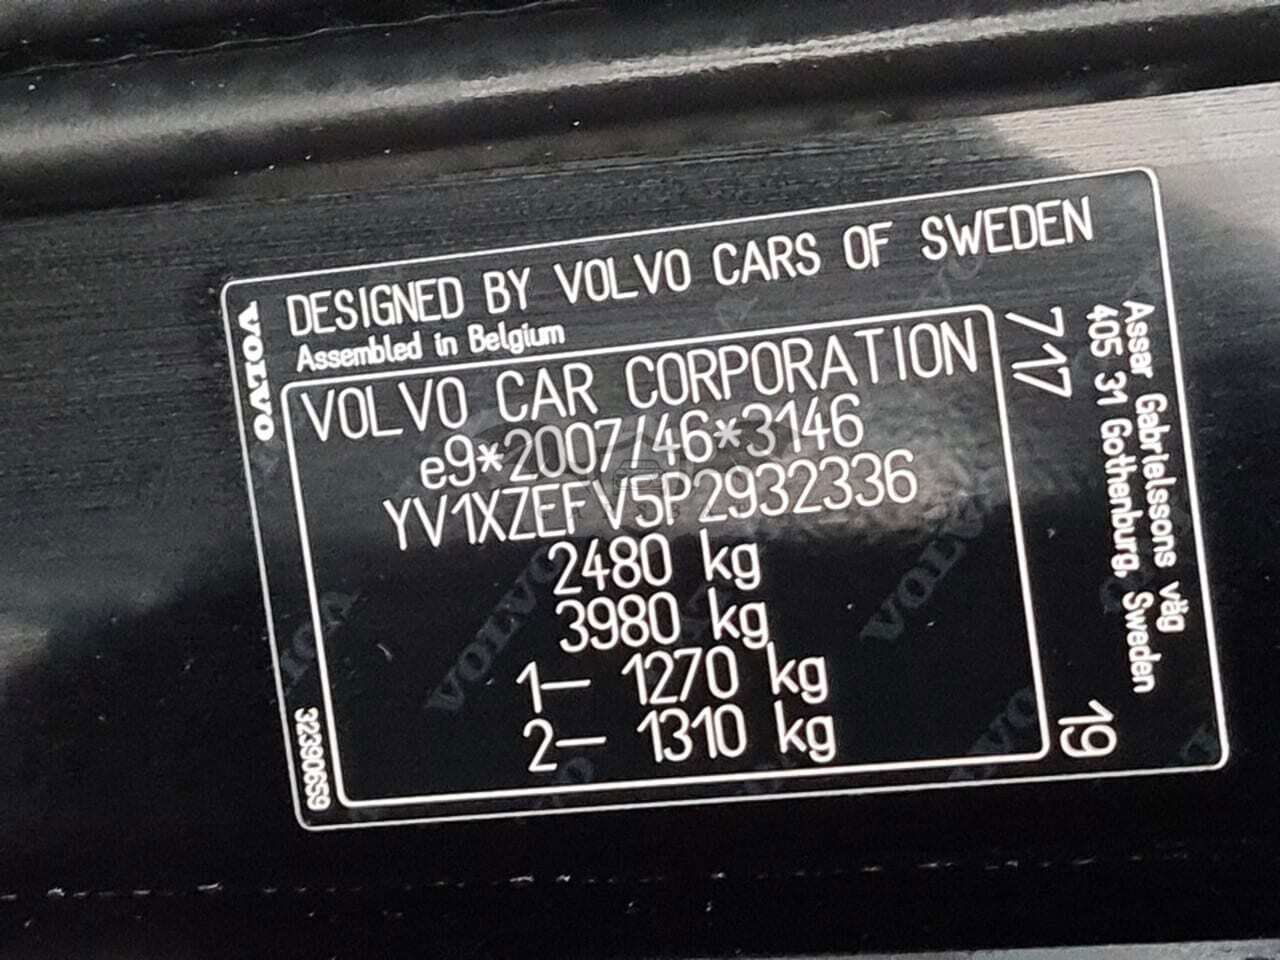 DESIGNED BY VOLVO CARS OF SWEDEN
Assembled in Belgium
VOLVO
VOLVO CAR CORPORATION
e9*2007/46*3146
YV1XZEFV5P2932336
2480 kg
3980 kg
1- 1270 kg
2- 1310 kg
717
19
Assar Gabrielssons väg
405 31 Gothenburg, Sweden
32390659
VOLVO
VOLVO